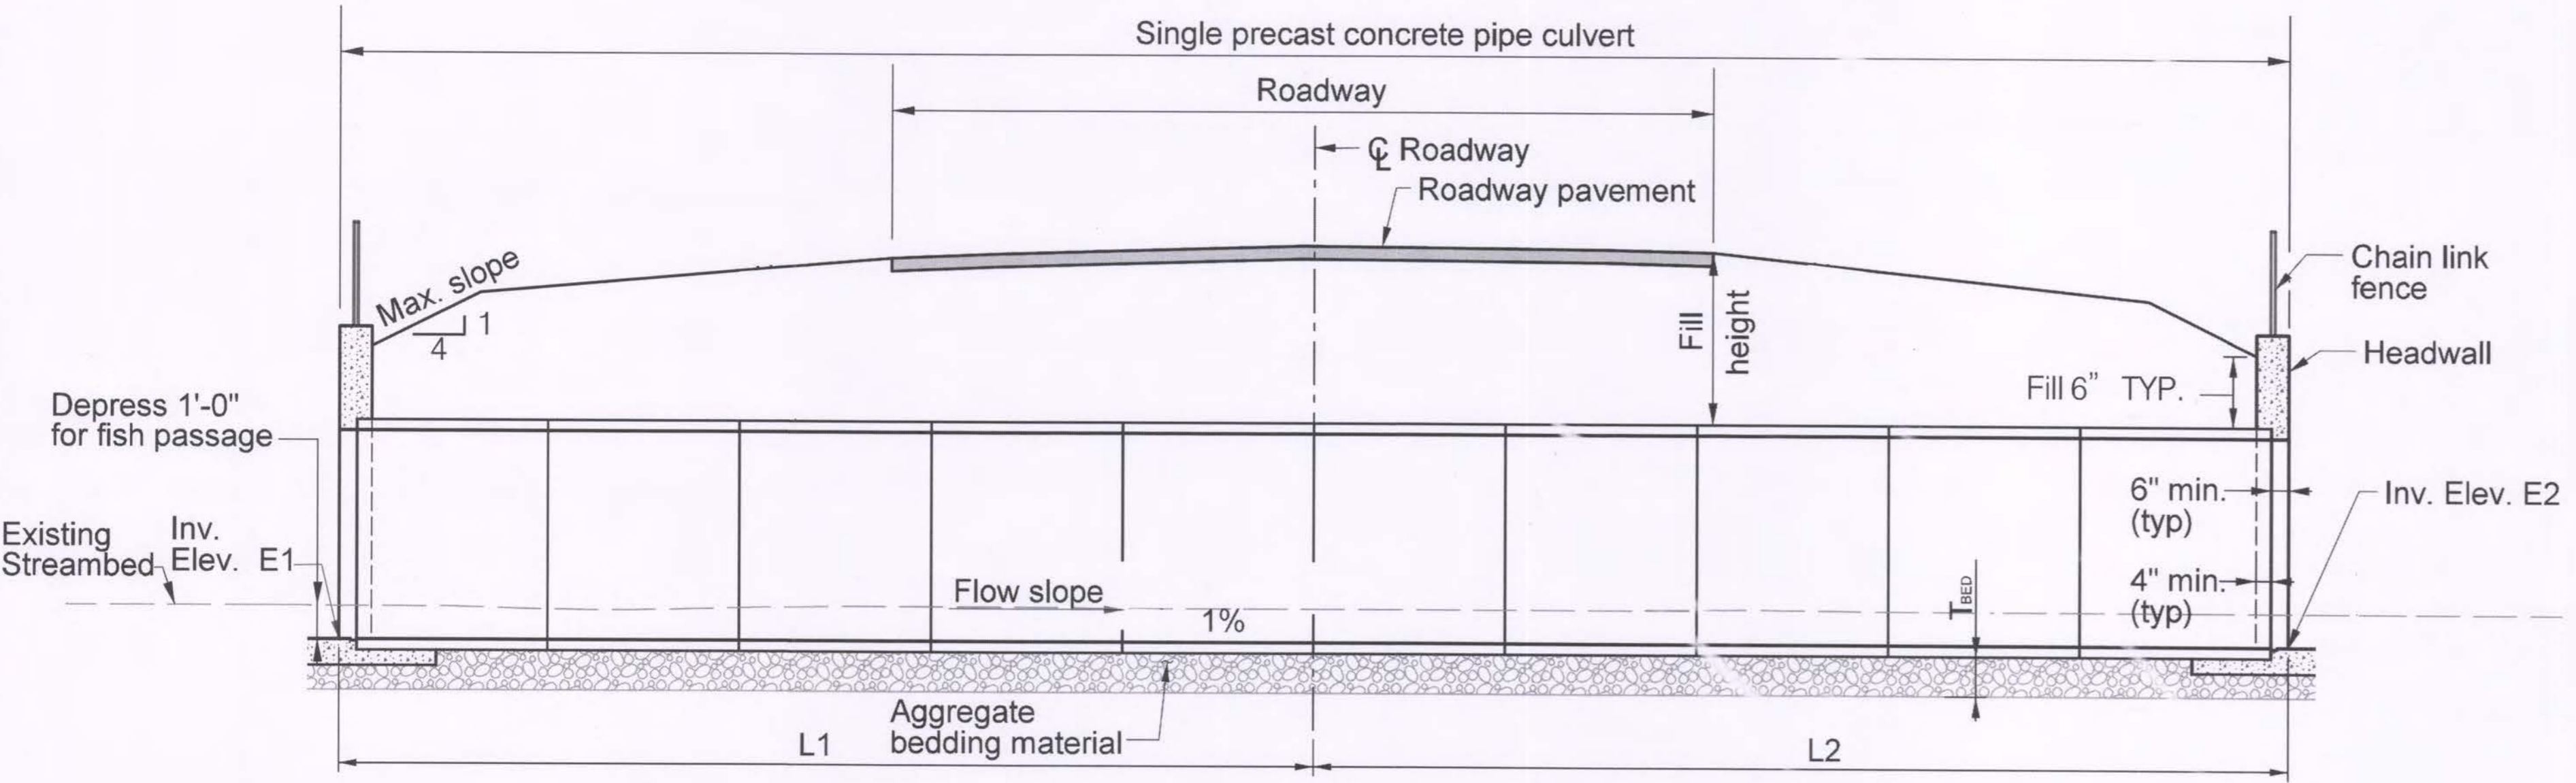 Single precast concrete pipe culvert
Roadway
℄ Roadway
Roadway pavement
Max. slope
1
4
Chain link
fence
Fill
height
Headwall
Fill 6” TYP.
Depress 1'-0"
for fish passage
6" min.
(typ)
Inv. Elev. E2
Existing
Streambed
Inv.
Elev. E1
4" min.
(typ)
Flow slope
1%
TBED
Aggregate
bedding material
L1
L2